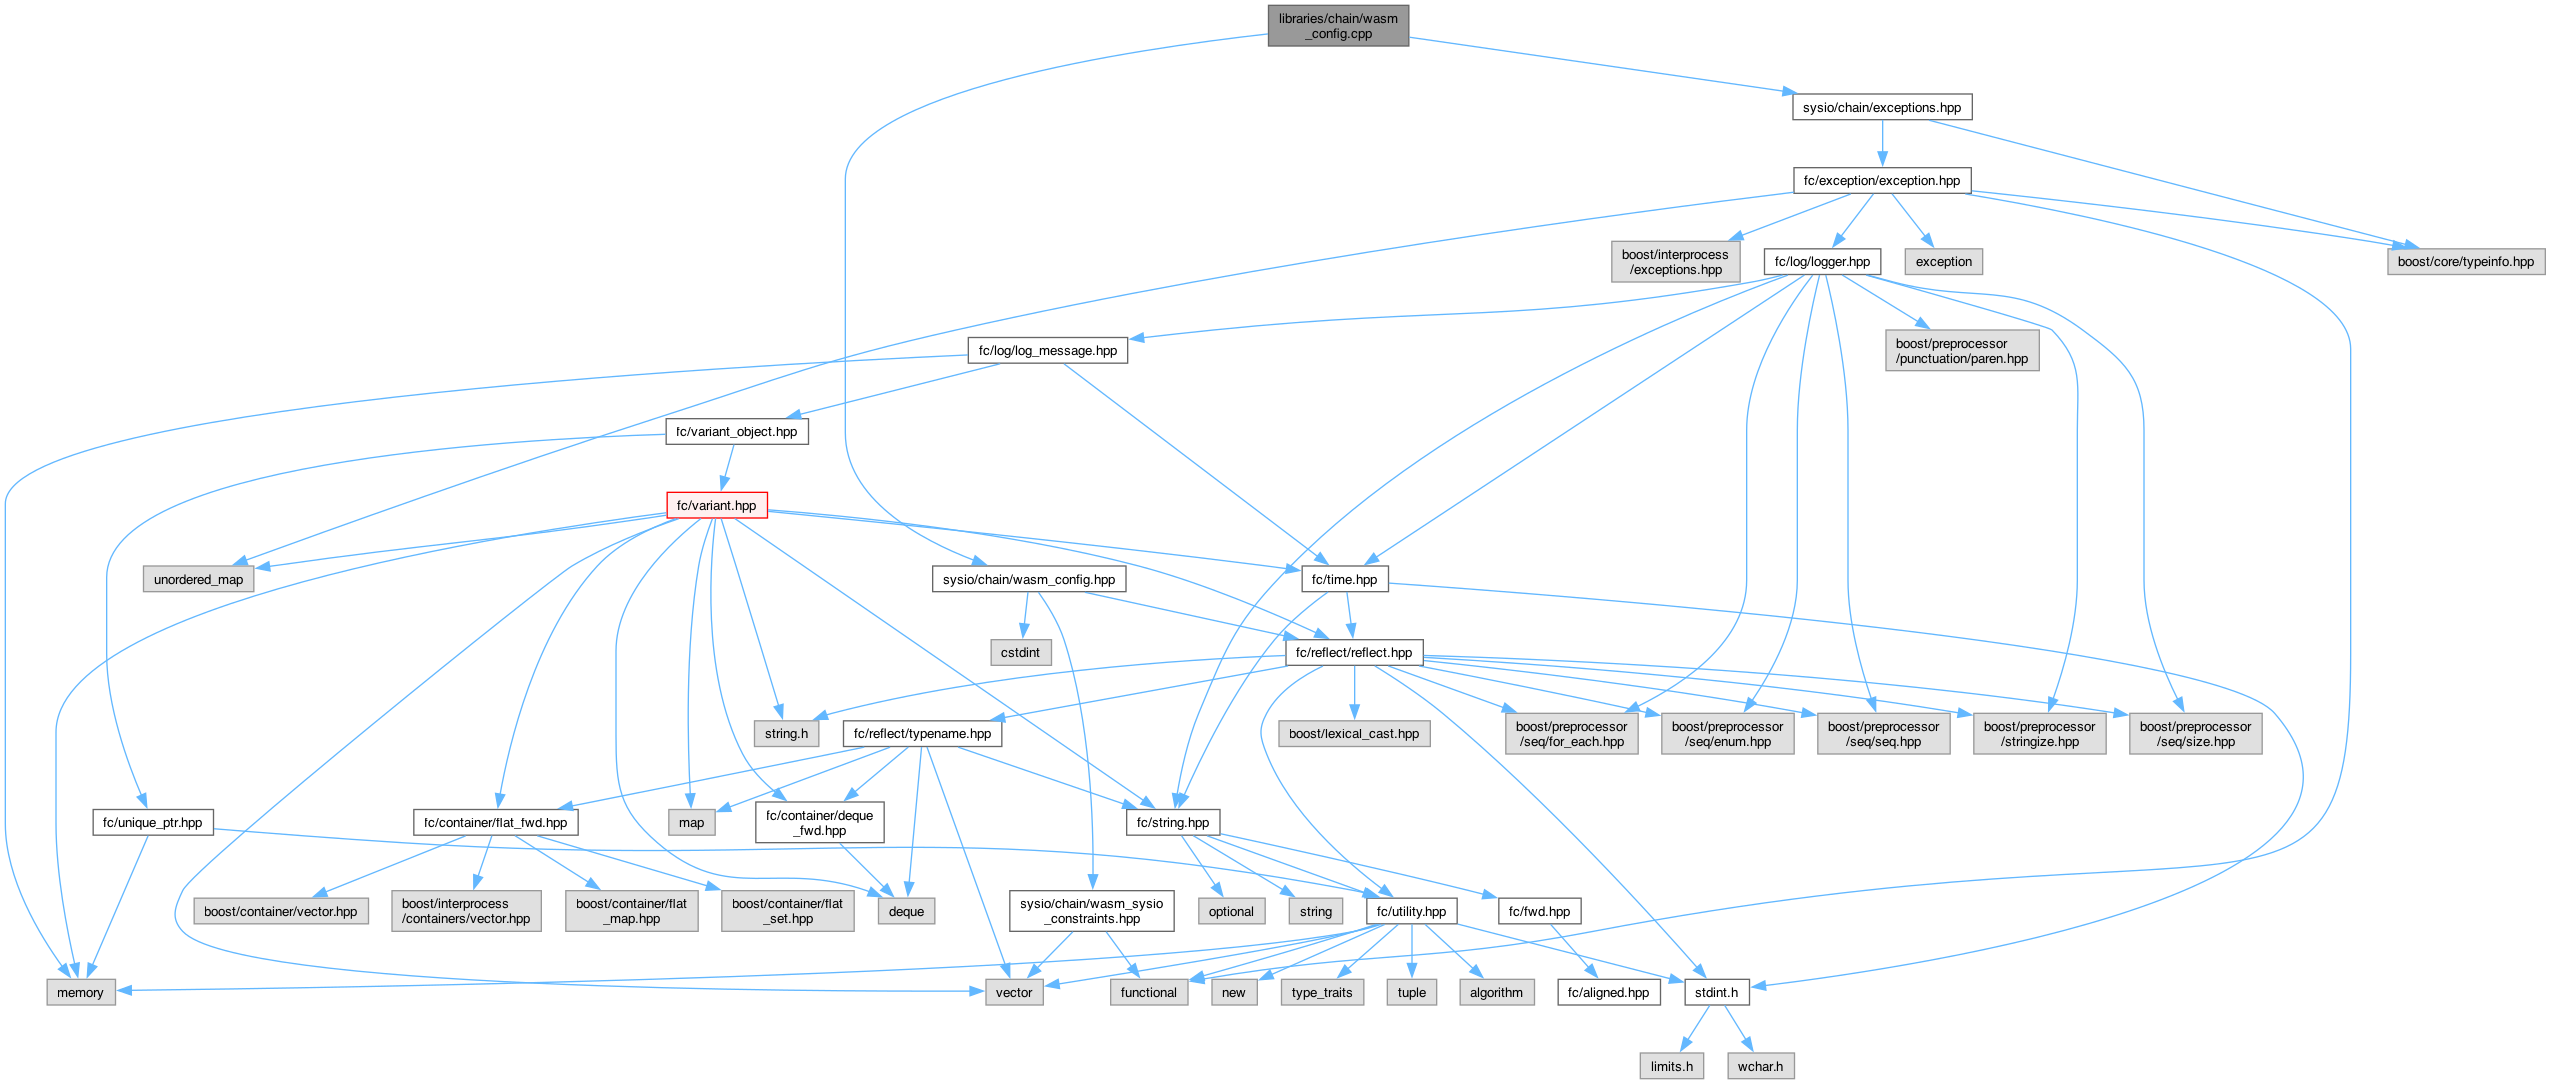 libraries/chain/wasm
_config.cpp
sysio/chain/exceptions.hpp
fc/exception/exception.hpp
boost/interprocess
/exceptions.hpp
fc/log/logger.hpp
exception
boost/core/typeinfo.hpp
fc/log/log_message.hpp
boost/preprocessor
/punctuation/paren.hpp
fc/variant_object.hpp
fc/variant.hpp
unordered_map
sysio/chain/wasm_config.hpp
fc/time.hpp
cstdint
fc/reflect/reflect.hpp
string.h
fc/reflect/typename.hpp
boost/lexical_cast.hpp
boost/preprocessor
/seq/for_each.hpp
boost/preprocessor
/seq/enum.hpp
boost/preprocessor
/seq/seq.hpp
boost/preprocessor
/stringize.hpp
boost/preprocessor
/seq/size.hpp
fc/unique_ptr.hpp
fc/container/flat_fwd.hpp
map
fc/container/deque
_fwd.hpp
fc/string.hpp
boost/container/vector.hpp
boost/interprocess
/containers/vector.hpp
boost/container/flat
_map.hpp
boost/container/flat
_set.hpp
deque
sysio/chain/wasm_sysio
_constraints.hpp
optional
string
fc/utility.hpp
fc/fwd.hpp
memory
vector
functional
new
type_traits
tuple
algorithm
fc/aligned.hpp
stdint.h
limits.h
wchar.h